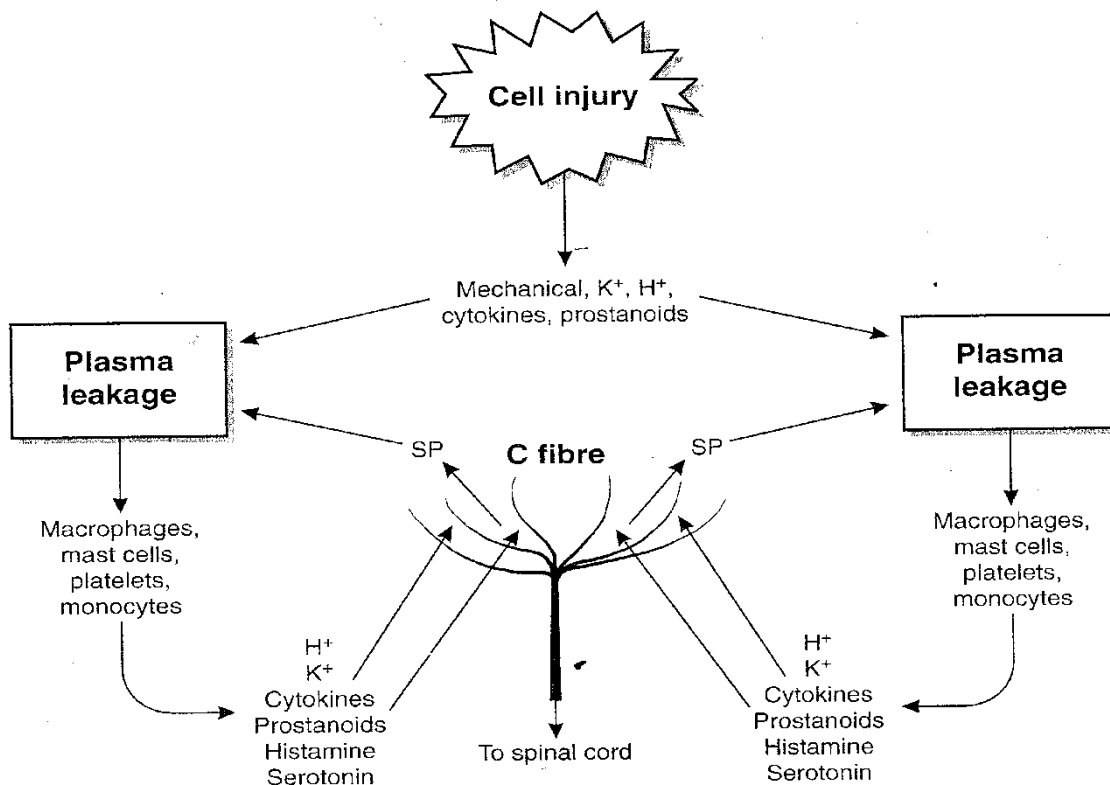 Cell injury
Mechanical, K⁺, H⁺,
cytokines, prostanoids
Plasma
leakage
Plasma
leakage
SP
C fibre
SP
Macrophages,
mast cells,
platelets,
monocytes
Macrophages,
mast cells,
platelets,
monocytes
H⁺
K⁺
Cytokines
Prostanoids
Histamine
Serotonin
To spinal cord
H⁺
K⁺
Cytokines
Prostanoids
Histamine
Serotonin